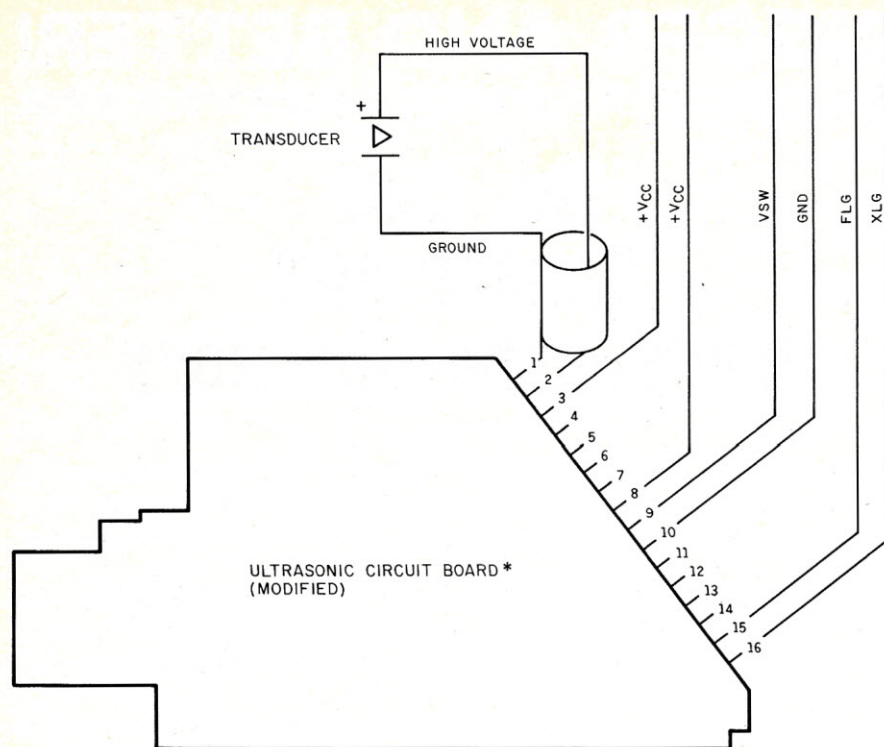 HIGH VOLTAGE
+
TRANSDUCER
GROUND
+VCC
+VCC
VSW
GND
FLG
XLG
1
2
3
4
5
6
7
8
9
10
11
12
13
14
15
16
ULTRASONIC CIRCUIT BOARD*
(MODIFIED)